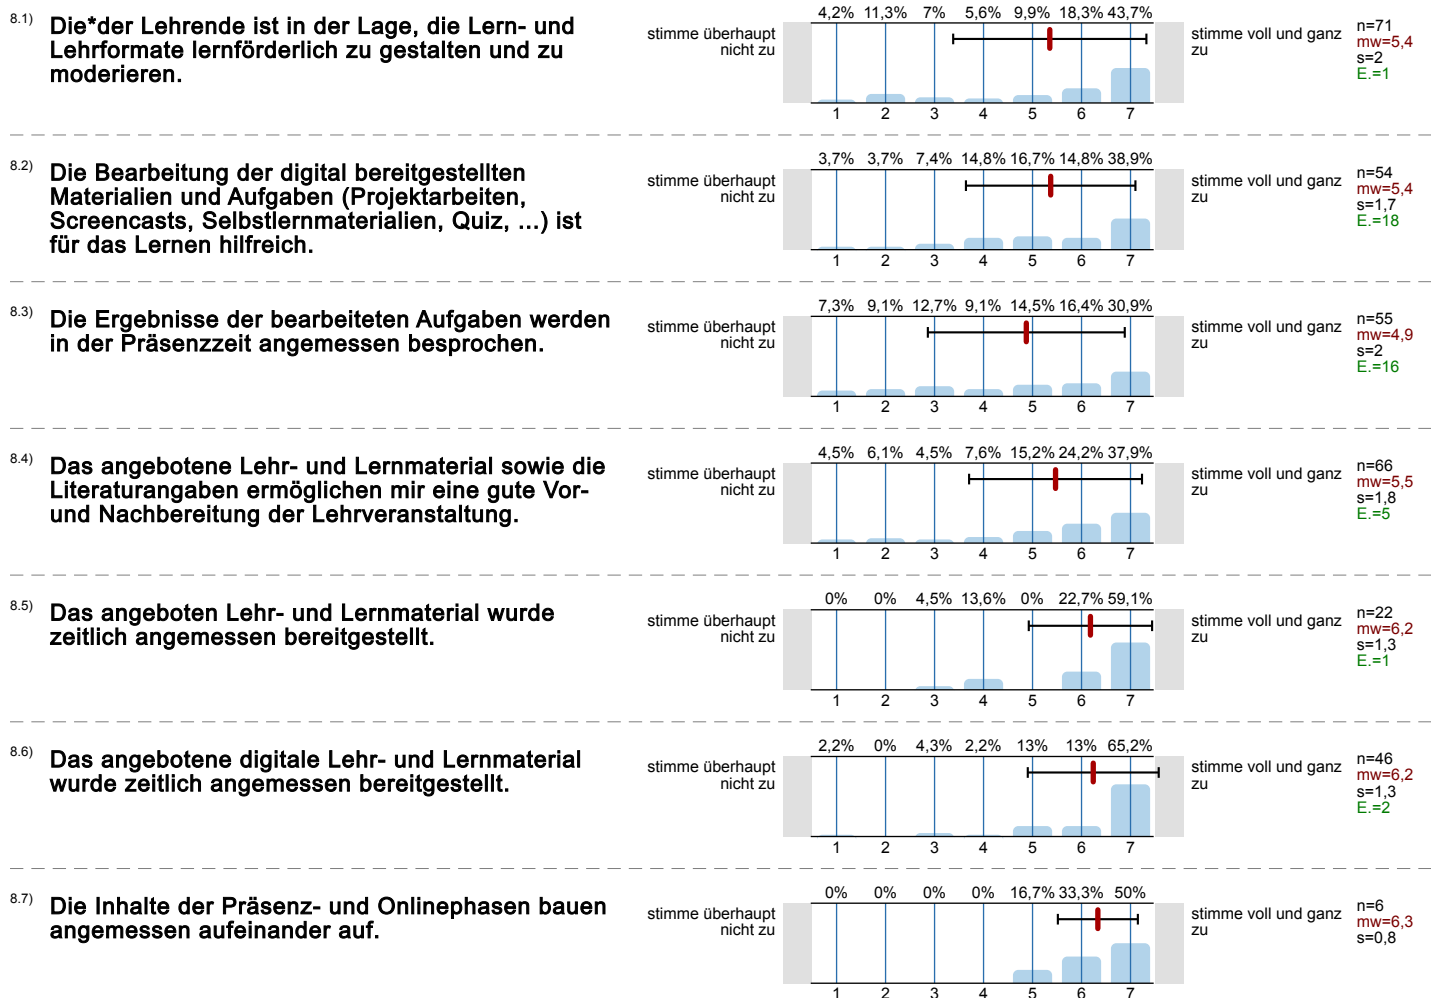 8.1) Die*der Lehrende ist in der Lage, die Lern- und
Lehrformate lernförderlich zu gestalten und zu
moderieren.
stimme überhaupt
nicht zu
4,2% 11,3% 7% 5,6% 9,9% 18,3% 43,7%
1 2 3 4 5 6 7
stimme voll und ganz
zu
n=71
mw=5,4
s=2
E.=1
8.2) Die Bearbeitung der digital bereitgestellten
Materialien und Aufgaben (Projektarbeiten,
Screencasts, Selbstlernmaterialien, Quiz, ...) ist
für das Lernen hilfreich.
stimme überhaupt
nicht zu
3,7% 3,7% 7,4% 14,8% 16,7% 14,8% 38,9%
1 2 3 4 5 6 7
stimme voll und ganz
zu
n=54
mw=5,4
s=1,7
E.=18
8.3) Die Ergebnisse der bearbeiteten Aufgaben werden
in der Präsenzzeit angemessen besprochen.
stimme überhaupt
nicht zu
7,3% 9,1% 12,7% 9,1% 14,5% 16,4% 30,9%
1 2 3 4 5 6 7
stimme voll und ganz
zu
n=55
mw=4,9
s=2
E.=16
8.4) Das angebotene Lehr- und Lernmaterial sowie die
Literaturangaben ermöglichen mir eine gute Vor-
und Nachbereitung der Lehrveranstaltung.
stimme überhaupt
nicht zu
4,5% 6,1% 4,5% 7,6% 15,2% 24,2% 37,9%
1 2 3 4 5 6 7
stimme voll und ganz
zu
n=66
mw=5,5
s=1,8
E.=5
8.5) Das angeboten Lehr- und Lernmaterial wurde
zeitlich angemessen bereitgestellt.
stimme überhaupt
nicht zu
0% 0% 4,5% 13,6% 0% 22,7% 59,1%
1 2 3 4 5 6 7
stimme voll und ganz
zu
n=22
mw=6,2
s=1,3
E.=1
8.6) Das angebotene digitale Lehr- und Lernmaterial
wurde zeitlich angemessen bereitgestellt.
stimme überhaupt
nicht zu
2,2% 0% 4,3% 2,2% 13% 13% 65,2%
1 2 3 4 5 6 7
stimme voll und ganz
zu
n=46
mw=6,2
s=1,3
E.=2
8.7) Die Inhalte der Präsenz- und Onlinephasen bauen
angemessen aufeinander auf.
stimme überhaupt
nicht zu
0% 0% 0% 0% 16,7% 33,3% 50%
1 2 3 4 5 6 7
stimme voll und ganz
zu
n=6
mw=6,3
s=0,8